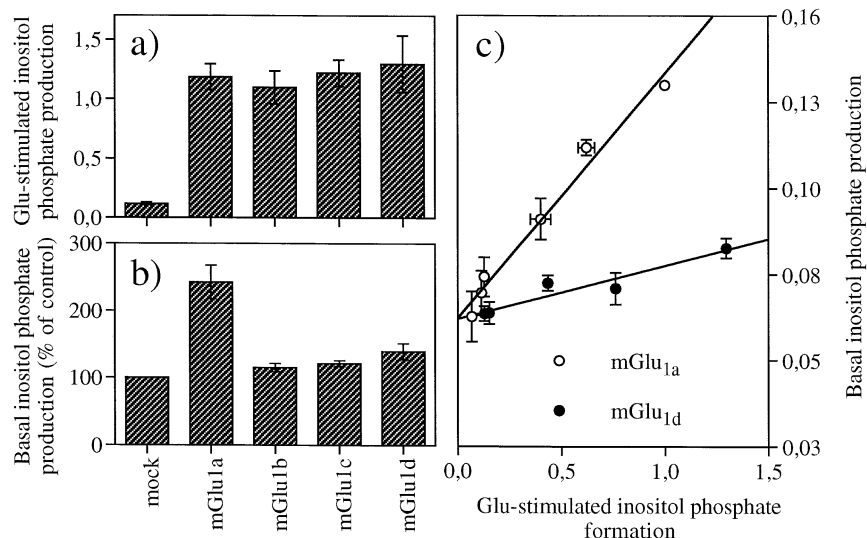 a)
Glu-stimulated inositol
phosphate production
1,5
1,0
0,5
0,0
b)
Basal inositol phosphate
production (% of control)
300
200
100
0
mock
mGlu1a
mGlu1b
mGlu1c
mGlu1d
c)
0,16
0,13
0,10
0,08
0,05
0,03
Basal inositol phosphate production
mGlu1a
mGlu1d
0,0
0,5
1,0
1,5
Glu-stimulated inositol phosphate
formation